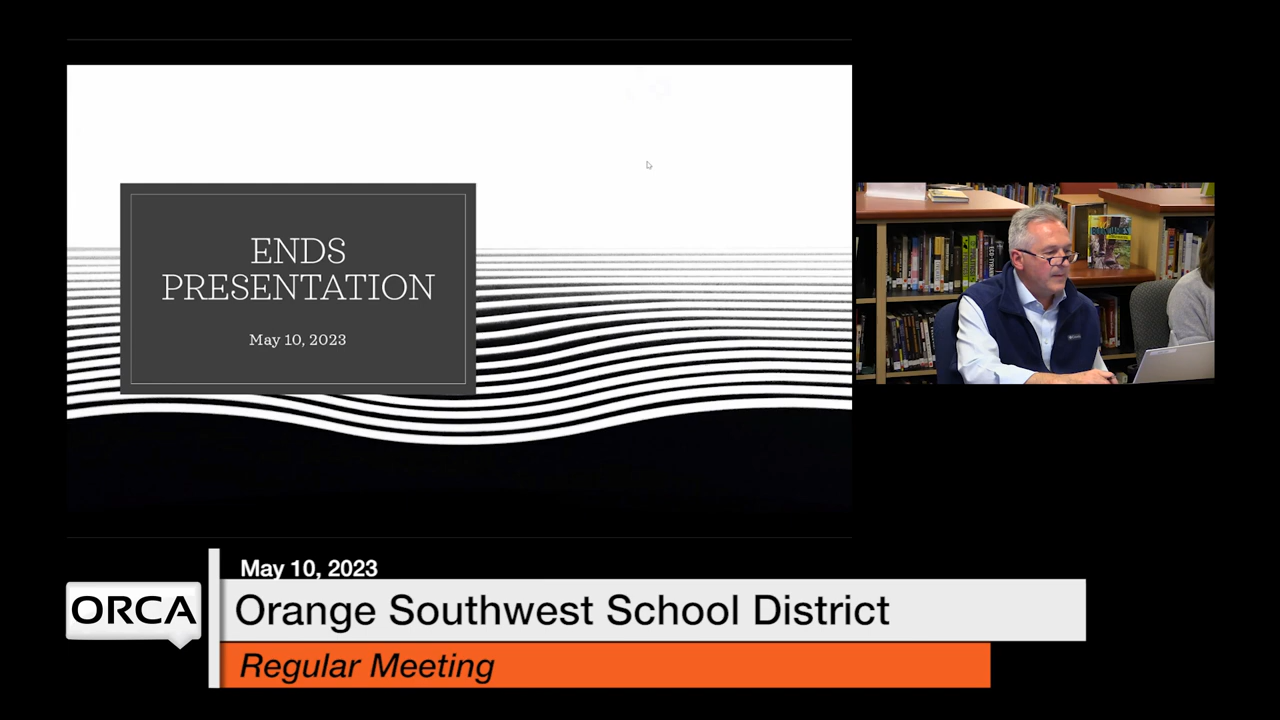 ENDS
PRESENTATION
May 10, 2023
May 10, 2023
ORCA
Orange Southwest School District
Regular Meeting